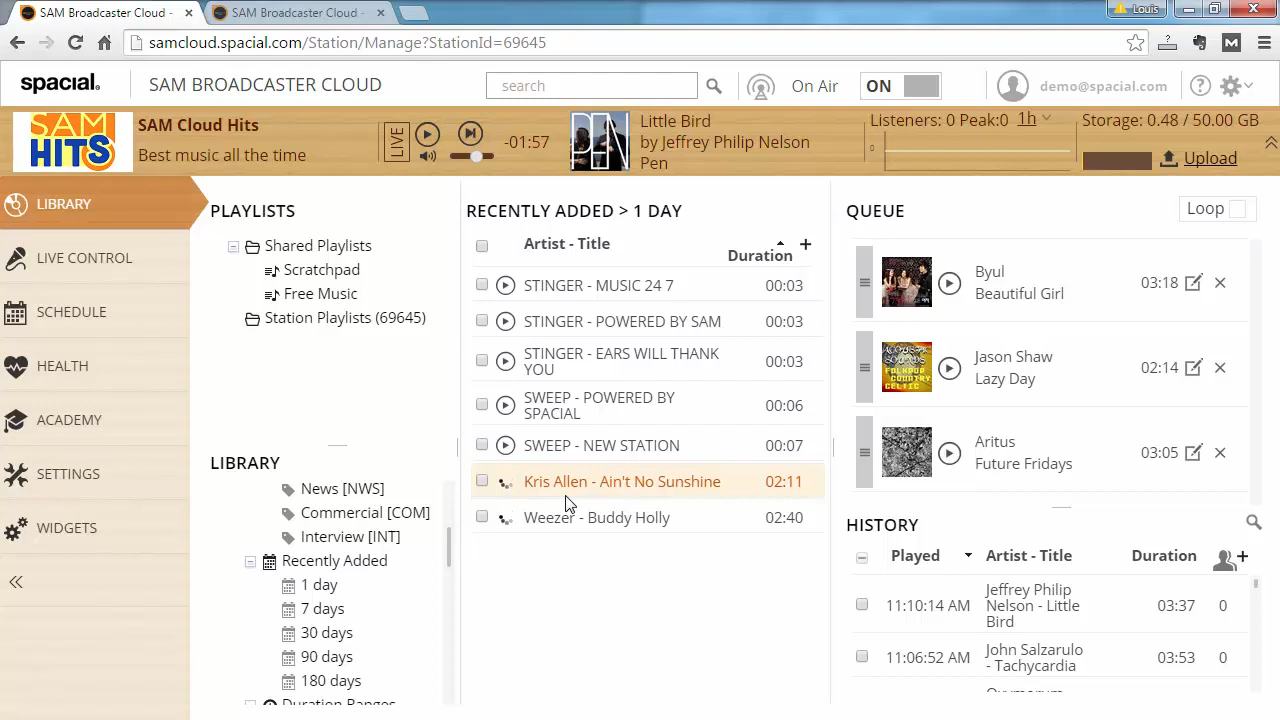 SAM Broadcaster Cloud -
SAM Broadcaster Cloud -
Louis
samcloud.spacial.com/Station/Manage?StationId=69645
spacial.
SAM BROADCASTER CLOUD
search
On Air
ON
demo@spacial.com
SAM
HITS
SAM Cloud Hits
Best music all the time
LIVE
-01:57
PEN
Little Bird
by Jeffrey Philip Nelson
Pen
Listeners: 0 Peak:0
1h
0
Storage: 0.48 / 50.00 GB
Upload
LIBRARY
LIVE CONTROL
SCHEDULE
HEALTH
ACADEMY
SETTINGS
WIDGETS
PLAYLISTS
Shared Playlists
Scratchpad
Free Music
Station Playlists (69645)
LIBRARY
News [NWS]
Commercial [COM]
Interview [INT]
Recently Added
1 day
7 days
30 days
90 days
180 days
Duration Ranges
RECENTLY ADDED > 1 DAY
Artist - Title
Duration
STINGER - MUSIC 24 7 00:03
STINGER - POWERED BY SAM 00:03
STINGER - EARS WILL THANK
YOU
00:03
SWEEP - POWERED BY
SPACIAL
00:06
SWEEP - NEW STATION 00:07
Kris Allen - Ain't No Sunshine 02:11
Weezer - Buddy Holly 02:40
QUEUE
Loop
Byul
Beautiful Girl
03:18
ACOUSTIC
SOUNDS
FOLKPOP
COUNTRY
CELTIC
Jason Shaw
Lazy Day
02:14
Aritus
Future Fridays
03:05
HISTORY
Played Artist - Title Duration
11:10:14 AM
Jeffrey Philip
Nelson - Little
Bird
03:37 0
11:06:52 AM
John Salzarulo
- Tachycardia
03:53 0